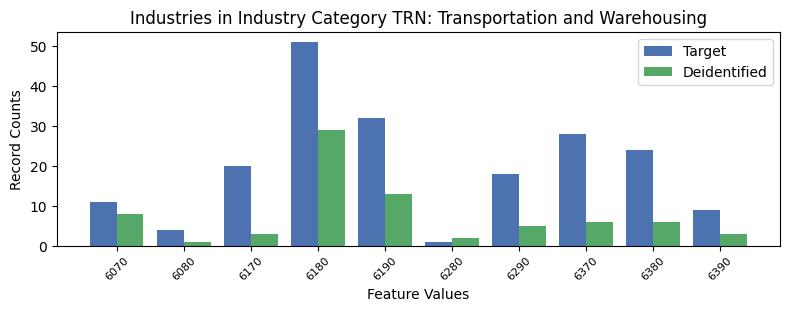 Industries in Industry Category TRN: Transportation and Warehousing
Target
Deidentified
Record Counts
50
40
30
20
10
0
6070 6080 6170 6180 6190 6280 6290 6370 6380 6390
Feature Values